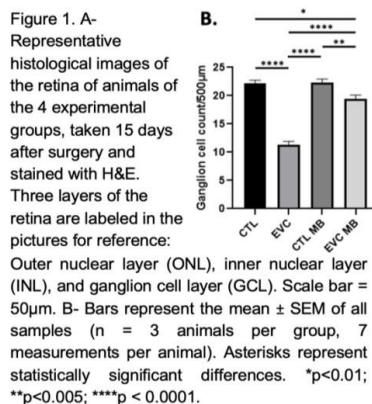 Figure 1. A-
Representative
histological images of
the retina of animals of
the 4 experimental
groups, taken 15 days
after surgery and
stained with H&E.
Three layers of the
retina are labeled in the
pictures for reference:
Outer nuclear layer (ONL), inner nuclear layer
(INL), and ganglion cell layer (GCL). Scale bar =
50µm. B- Bars represent the mean ± SEM of all
samples (n = 3 animals per group, 7
measurements per animal). Asterisks represent
statistically significant differences. *p<0.01;
**p<0.005; ****p < 0.0001.
B.
*
****
****
**
****
Ganglion cell count/500µm
25
20
15
10
5
0
CTL
EVC
CTL MB
EVC MB